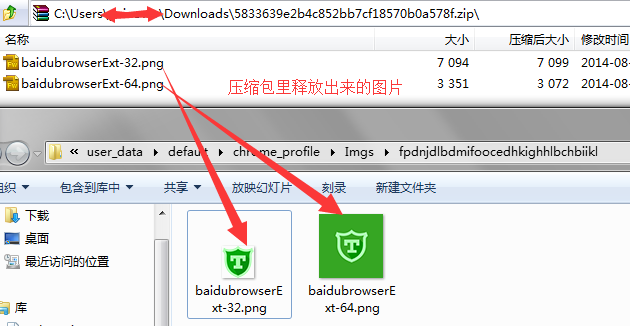 C:\Users\
\Downloads\5833639e2b4c852bb7cf18570b0a578f.zip\
名称 大小 压缩后大小 修改时间
baidubrowserExt-32.png 7 094 7 099 2014-08-
baidubrowserExt-64.png 3 351 3 072 2014-08-
压缩包里释放出来的图片
« user_data ▸ default ▸ chrome_profile ▸ Imgs ▸ fpdnjdlbdmifoocedhkighhlbchbiikl
组织 包含到库中 共享 放映幻灯片 刻录 新建文件夹
下载
桌面
最近访问的位置
库
T
T
baidubrowserE
xt-32.png
baidubrowserE
xt-64.png